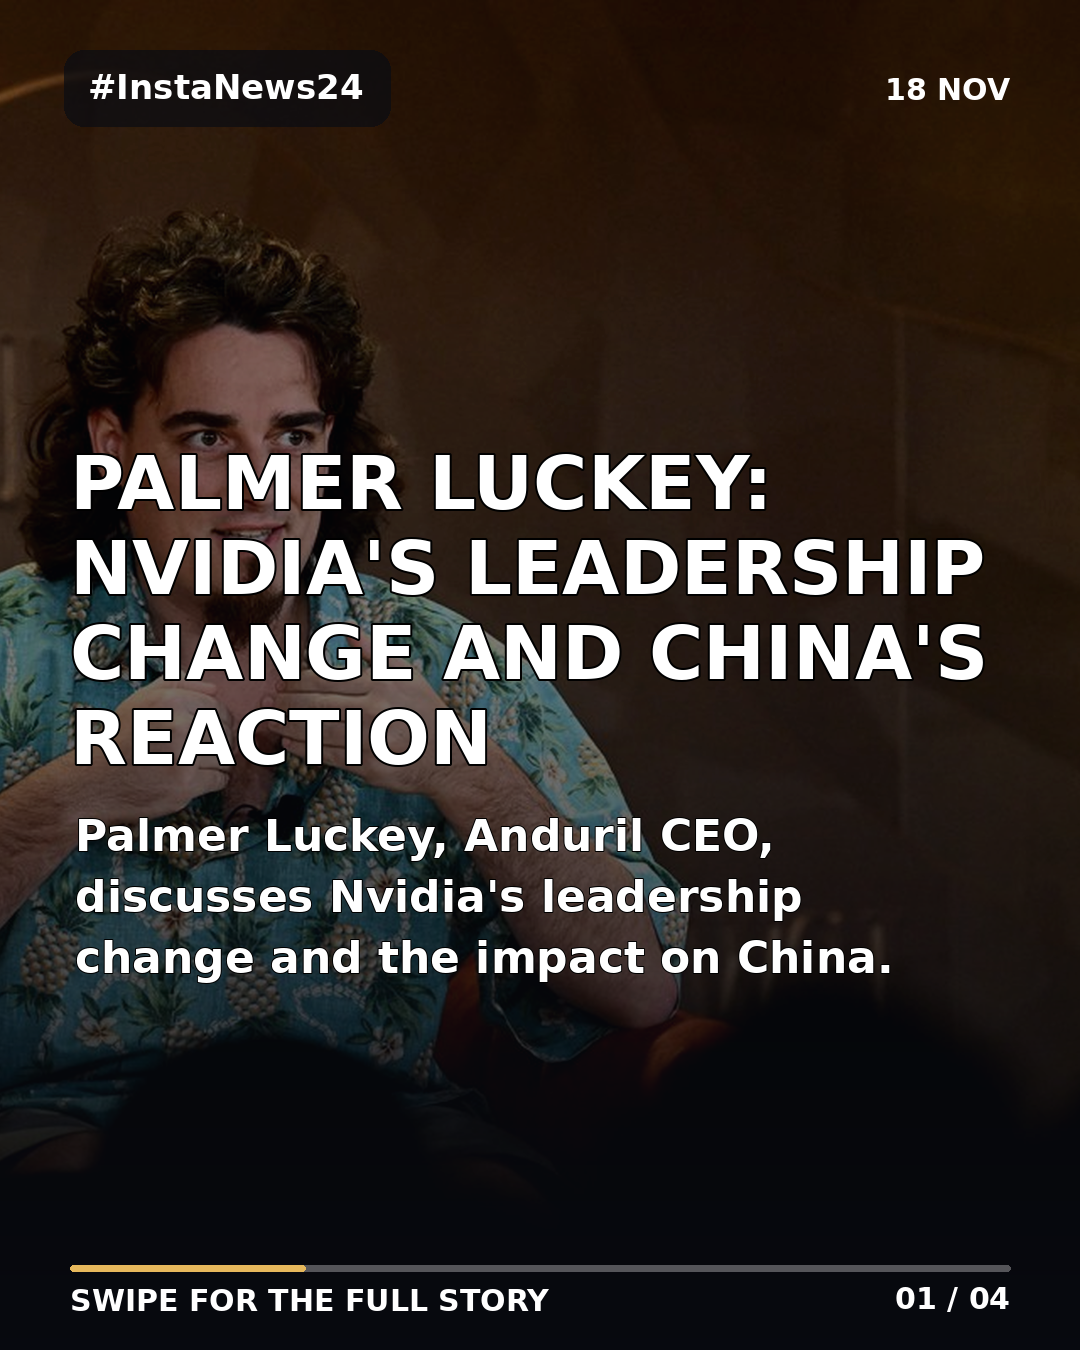 #InstaNews24
18 NOV
PALMER LUCKEY:
NVIDIA'S LEADERSHIP
CHANGE AND CHINA'S
REACTION
Palmer Luckey, Anduril CEO,
discusses Nvidia's leadership
change and the impact on China.
SWIPE FOR THE FULL STORY
01 / 04